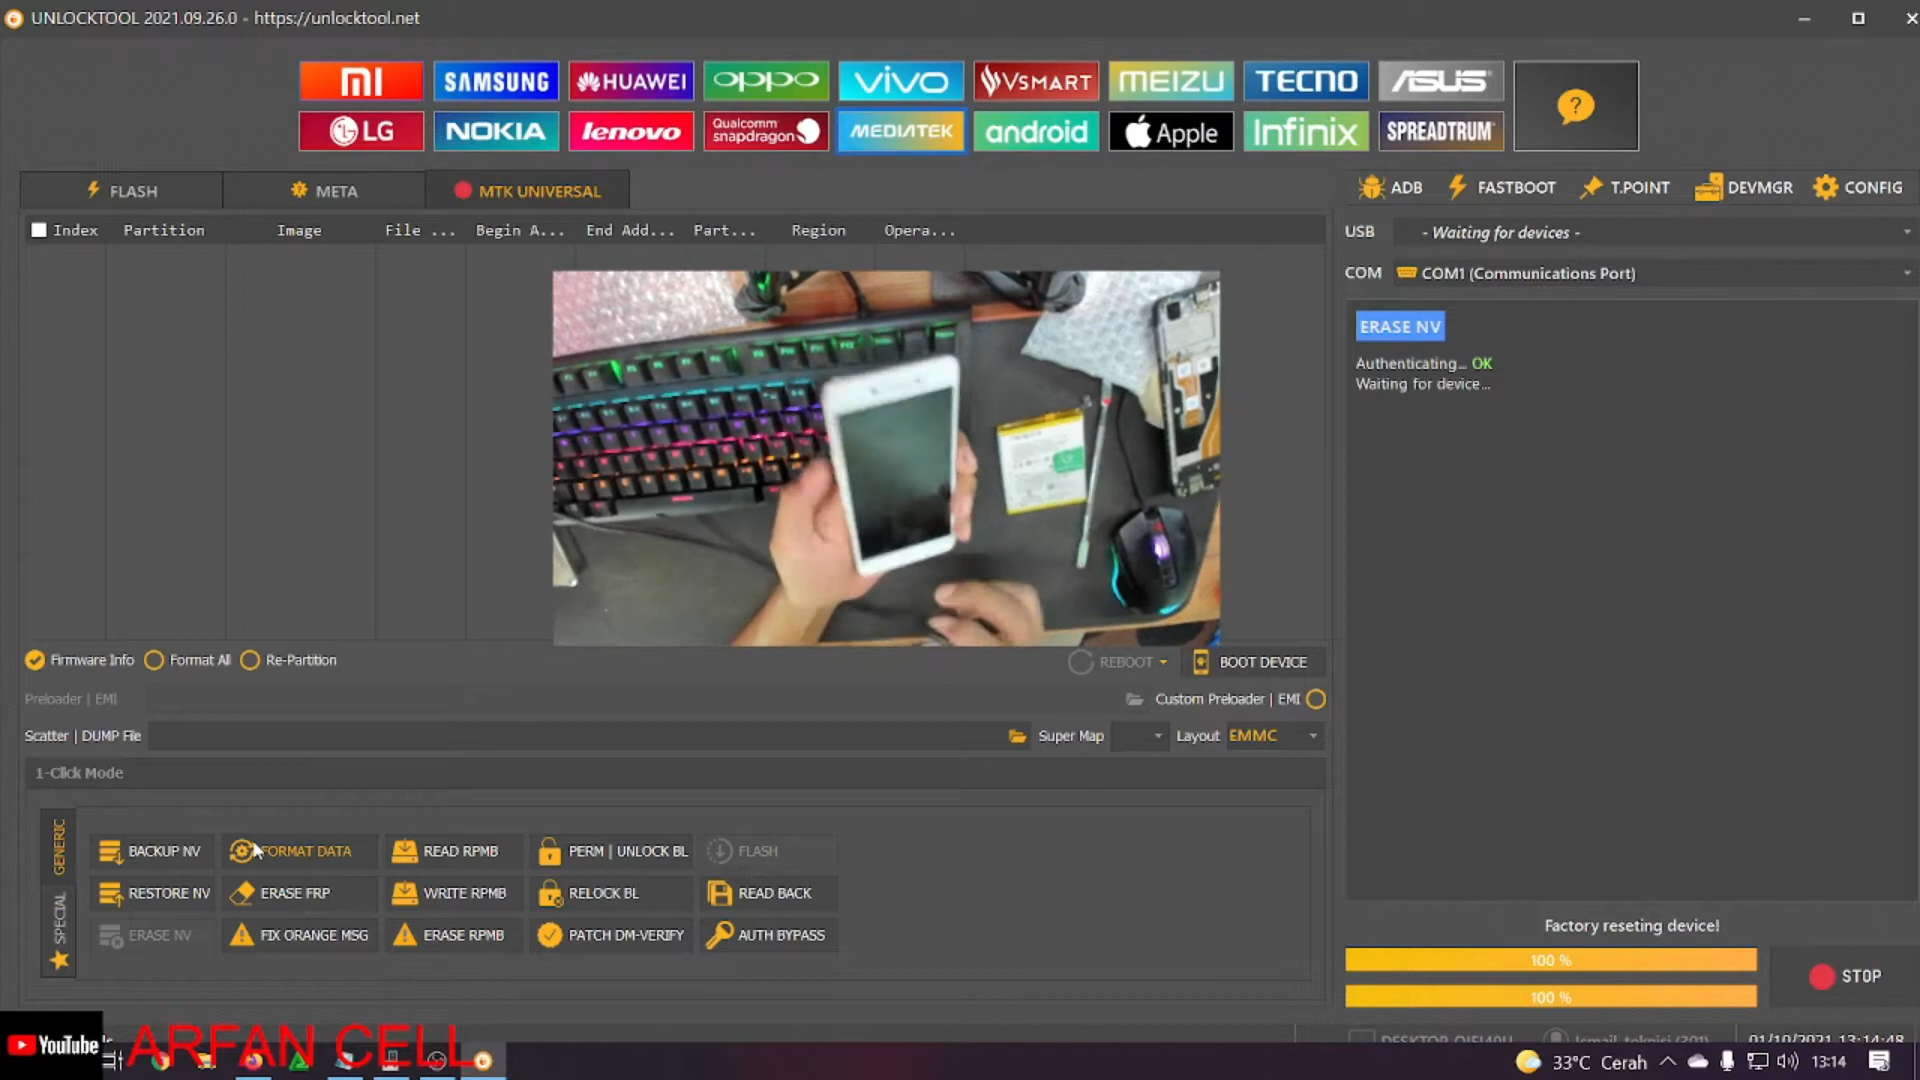 UNLOCKTOOL 2021.09.26.0 - https://unlocktool.net
MI SAMSUNG HUAWEI oppo vivo VSMART MEIZU TECNO ASUS
LG NOKIA lenovo Qualcomm snapdragon MEDIATEK android Apple Infinix SPREADTRUM
?
FLASH META MTK UNIVERSAL
ADB FASTBOOT T.POINT DEVMGR CONFIG
Index Partition Image File ... Begin A... End Add... Part... Region Opera...
USB - Waiting for devices -
COM COM1 (Communications Port)
ERASE NV
Authenticating... OK
Waiting for device...
Firmware Info Format All Re-Partition
REBOOT BOOT DEVICE
Preloader | EMI
Custom Preloader | EMI
Scatter | DUMP File
Super Map Layout EMMC
1-Click Mode
GENERIC
SPECIAL
BACKUP NV FORMAT DATA READ RPMB PERM | UNLOCK BL FLASH
RESTORE NV ERASE FRP WRITE RPMB RELOCK BL READ BACK
ERASE NV FIX ORANGE MSG ERASE RPMB PATCH DM-VERIFY AUTH BYPASS
Factory reseting device!
100 %
100 %
STOP
YouTube ARFAN CELL
01/10/2021 13:14:48
33°C Cerah 13:14